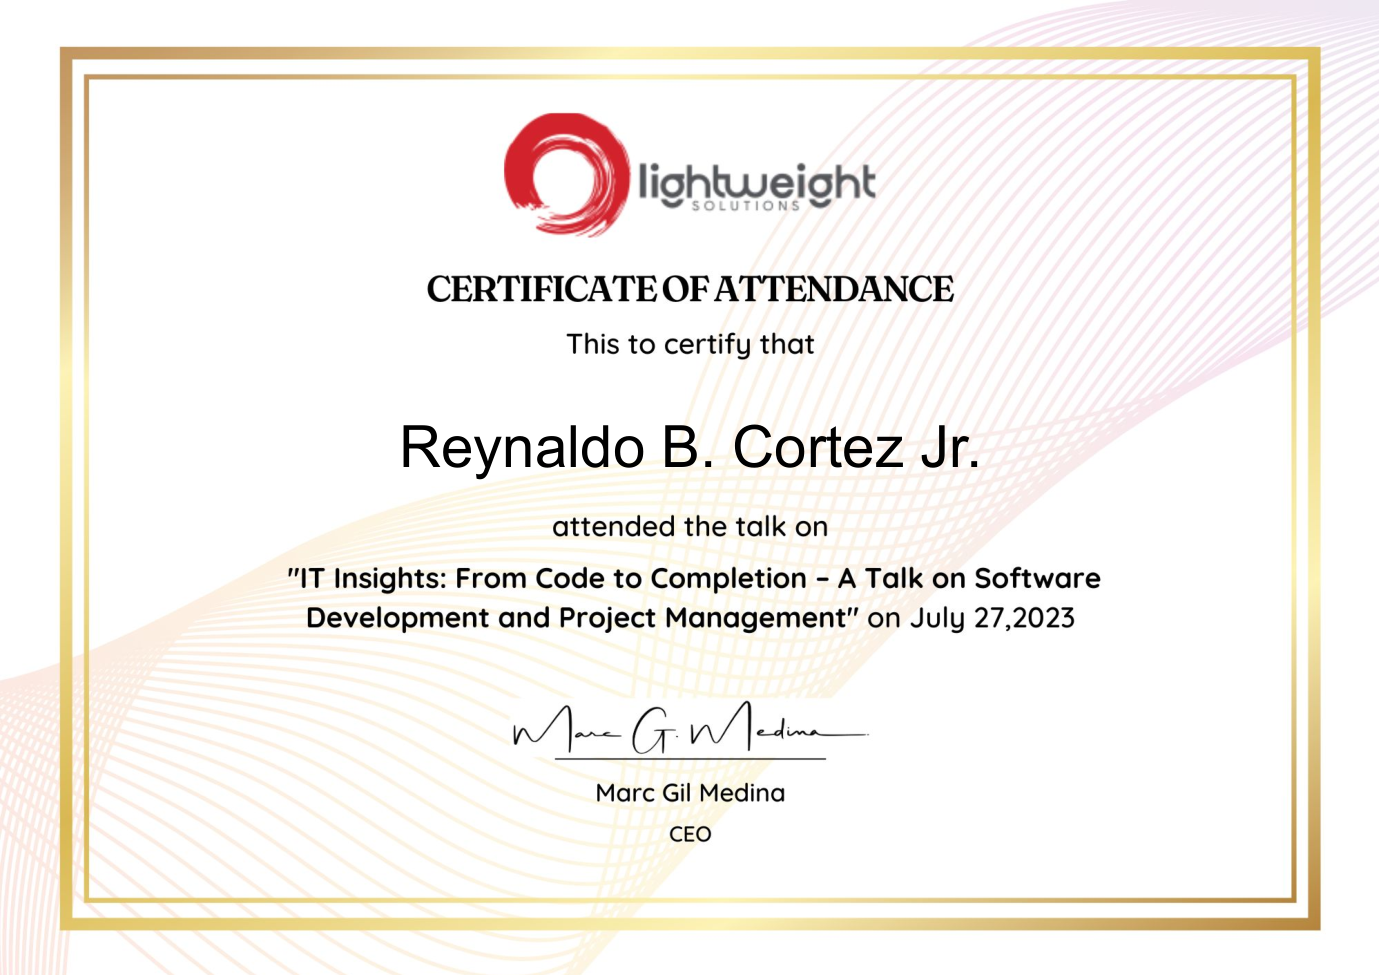 lightweight
SOLUTIONS
CERTIFICATE OF ATTENDANCE
This to certify that
Reynaldo B. Cortez Jr.
attended the talk on
"IT Insights: From Code to Completion – A Talk on Software
Development and Project Management" on July 27,2023
Marc G. Medina
Marc Gil Medina
CEO